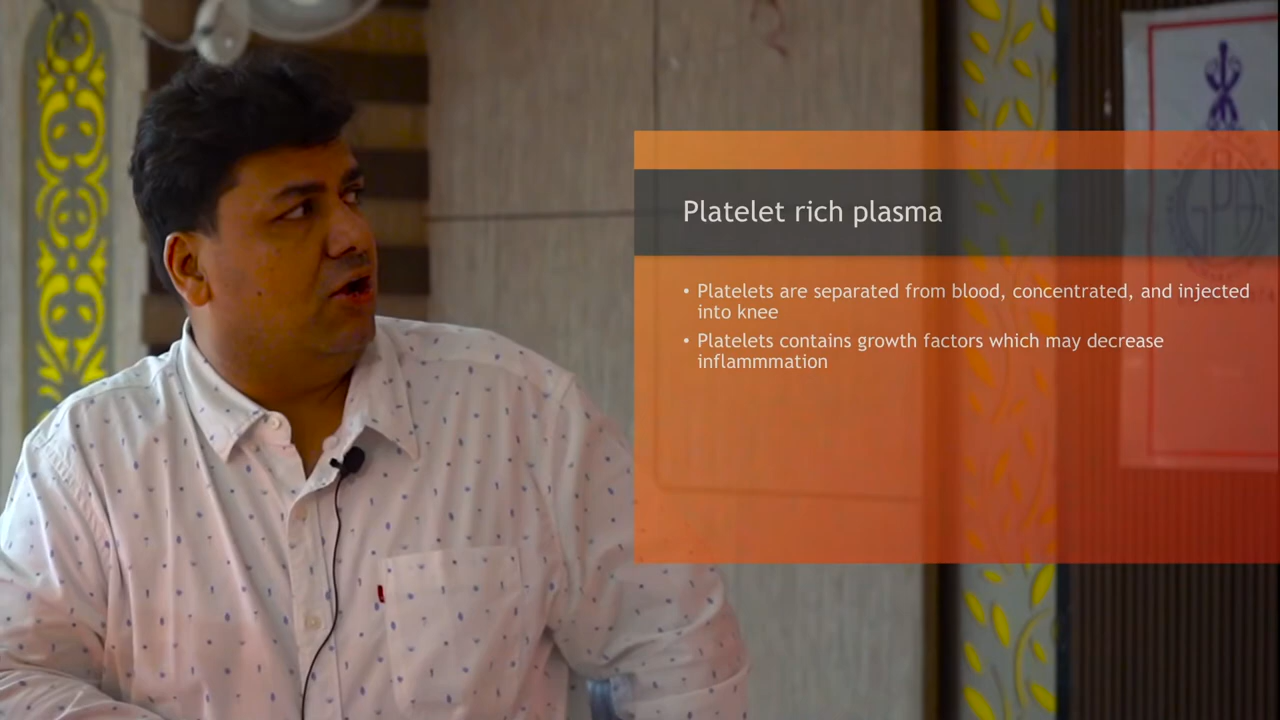 Platelet rich plasma
• Platelets are separated from blood, concentrated, and injected
into knee
• Platelets contains growth factors which may decrease
inflammmation